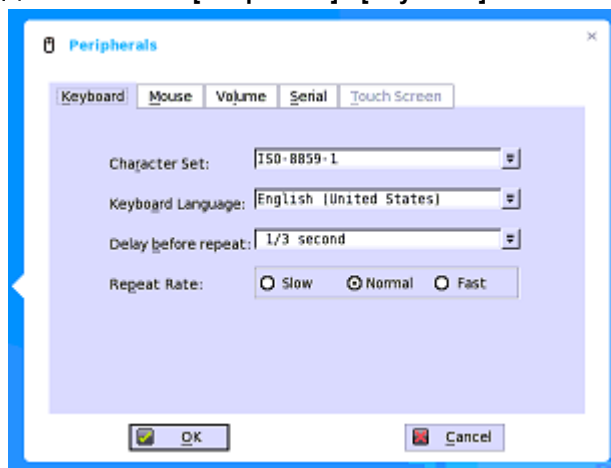 Peripherals
Keyboard Mouse Volume Serial Touch Screen
Character Set: ISO-8859-1
Keyboard Language: English (United States)
Delay before repeat: 1/3 second
Repeat Rate: Slow Normal Fast
OK Cancel